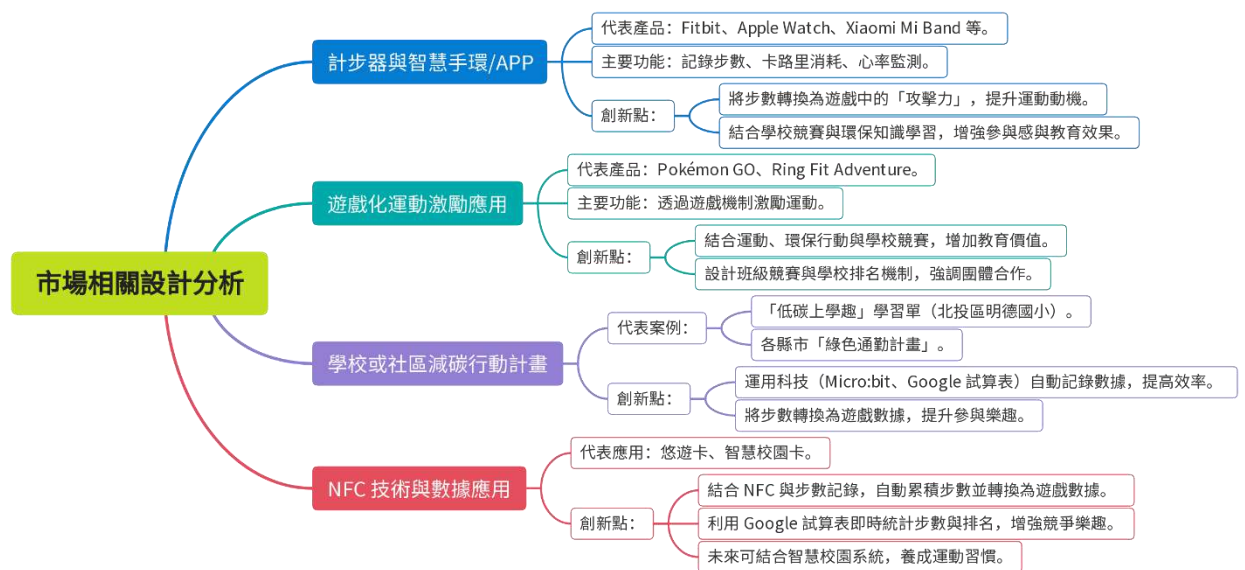 市場相關設計分析
計步器與智慧手環/APP
代表產品：Fitbit、Apple Watch、Xiaomi Mi Band 等。
主要功能：記錄步數、卡路里消耗、心率監測。
創新點：
將步數轉換為遊戲中的「攻擊力」，提升運動動機。
結合學校競賽與環保知識學習，增強參與感與教育效果。
遊戲化運動激勵應用
代表產品：Pokémon GO、Ring Fit Adventure。
主要功能：透過遊戲機制激勵運動。
創新點：
結合運動、環保行動與學校競賽，增加教育價值。
設計班級競賽與學校排名機制，強調團體合作。
學校或社區減碳行動計畫
代表案例：
「低碳上學趣」學習單（北投區明德國小）。
各縣市「綠色通勤計畫」。
創新點：
運用科技（Micro:bit、Google 試算表）自動記錄數據，提高效率。
將步數轉換為遊戲數據，提升參與樂趣。
NFC 技術與數據應用
代表應用：悠遊卡、智慧校園卡。
創新點：
結合 NFC 與步數記錄，自動累積步數並轉換為遊戲數據。
利用 Google 試算表即時統計步數與排名，增強競爭樂趣。
未來可結合智慧校園系統，養成運動習慣。